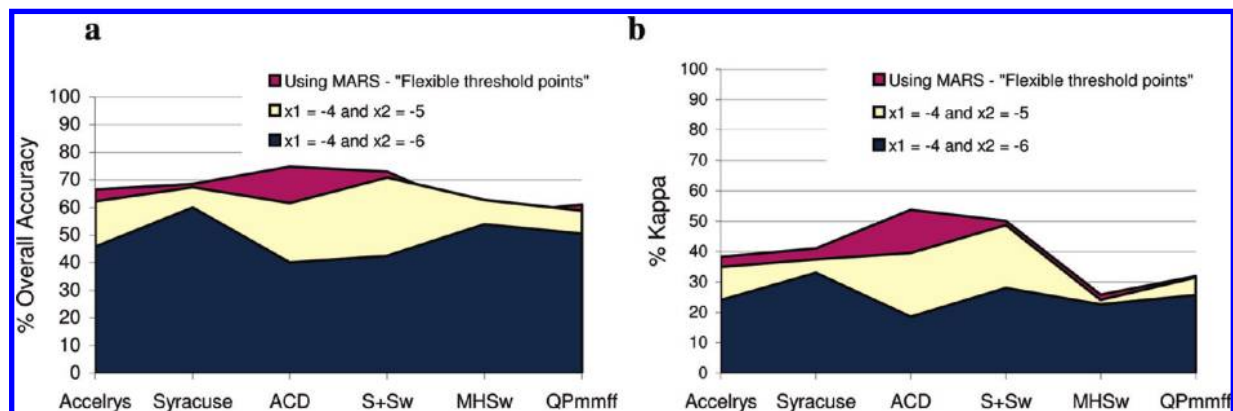 a
Using MARS - "Flexible threshold points"
x1 = -4 and x2 = -5
x1 = -4 and x2 = -6
% Overall Accuracy
100
90
80
70
60
50
40
30
20
10
0
Accelrys Syracuse ACD S+Sw MHSw QPmmff
b
Using MARS - "Flexible threshold points"
x1 = -4 and x2 = -5
x1 = -4 and x2 = -6
% Kappa
100
90
80
70
60
50
40
30
20
10
0
Accelrys Syracuse ACD S+Sw MHSw QPmmff